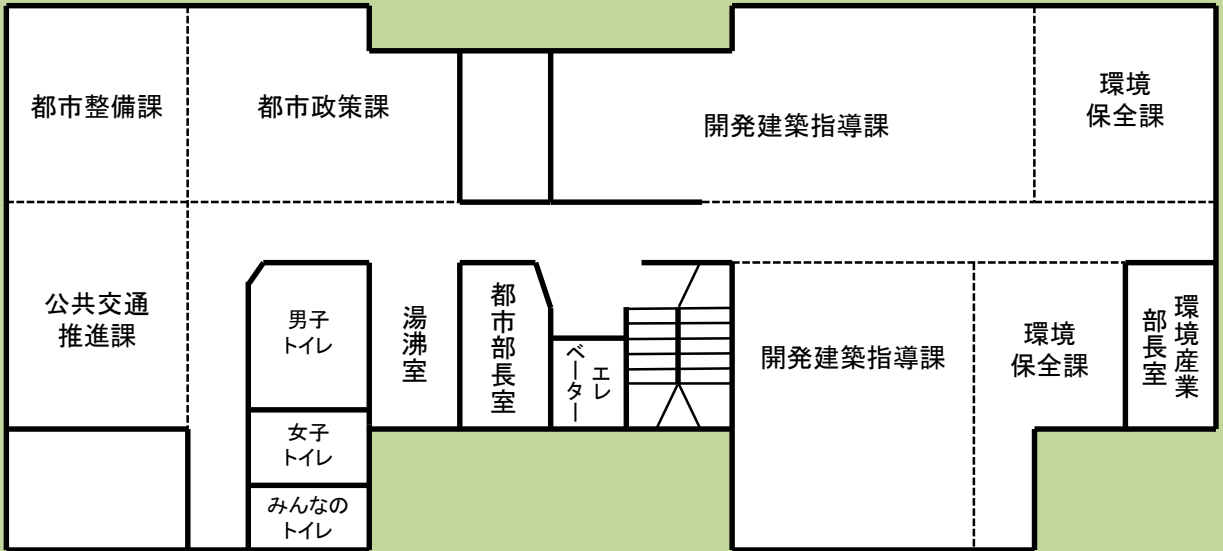 都市整備課
都市政策課
開発建築指導課
環境
保全課
公共交通
推進課
男子
トイレ
湯沸室
都市部長室
エレ
ベーター
開発建築指導課
環境
保全課
環境産業
部長室
女子
トイレ
みんなの
トイレ